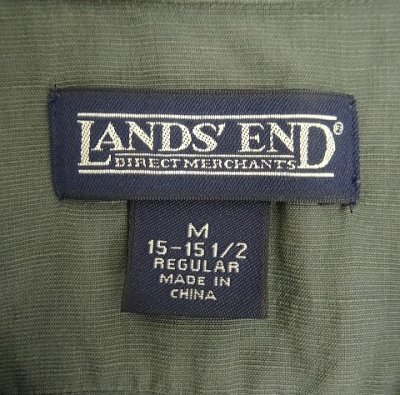 LANDS' END®
DIRECT MERCHANTS
M
15-15 1/2
REGULAR
MADE IN
CHINA